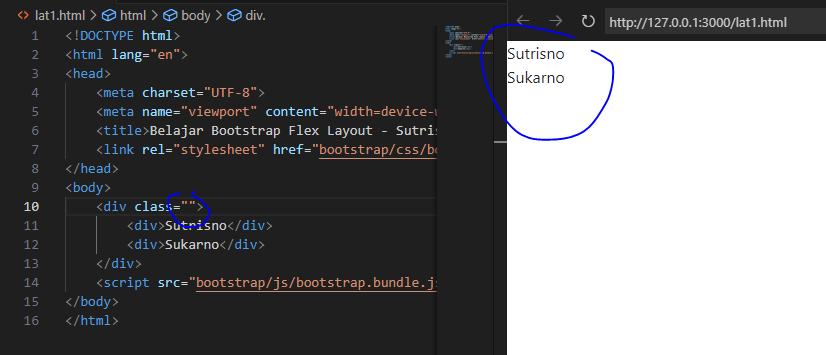 lat1.html > html > body > div.
http://127.0.0.1:3000/lat1.html
1 <!DOCTYPE html>
2 <html lang="en">
3 <head>
4 <meta charset="UTF-8">
5 <meta name="viewport" content="width=device-w
6 <title>Belajar Bootstrap Flex Layout - Sutris
7 <link rel="stylesheet" href="bootstrap/css/bo
8 </head>
9 <body>
10 <div class="">
11 <div>Sutrisno</div>
12 <div>Sukarno</div>
13 </div>
14 <script src="bootstrap/js/bootstrap.bundle.js
15 </body>
16 </html>
Sutrisno
Sukarno